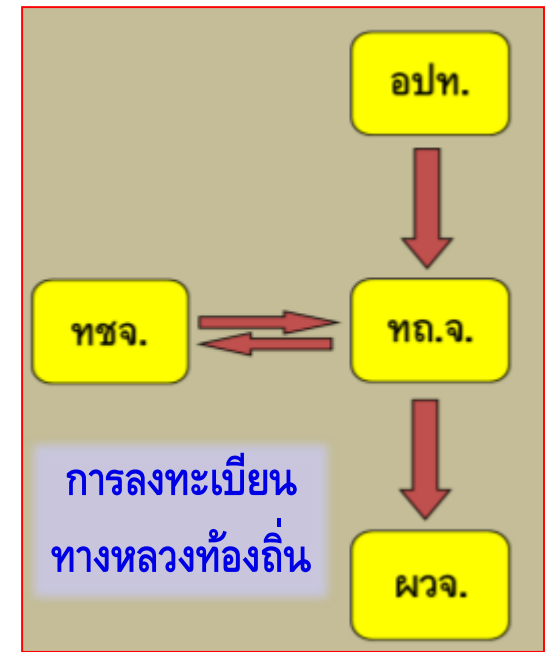 อปท.
ทชจ.
ทถ.จ.
การลงทะเบียน
ทางหลวงท้องถิ่น
ผวจ.